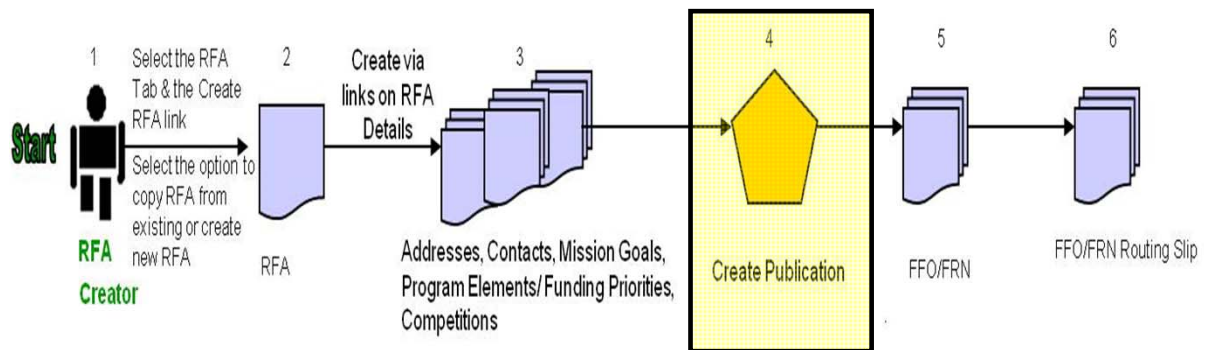 1
Select the RFA
Tab & the Create
RFA link
2
Create via
links on RFA
Details
3
4
5
6
Start
Select the option to
copy RFA from
existing or create
new RFA
RFA
Creator
RFA
Addresses, Contacts, Mission Goals,
Program Elements/ Funding Priorities,
Competitions
Create Publication
FFO/FRN
FFO/FRN Routing Slip